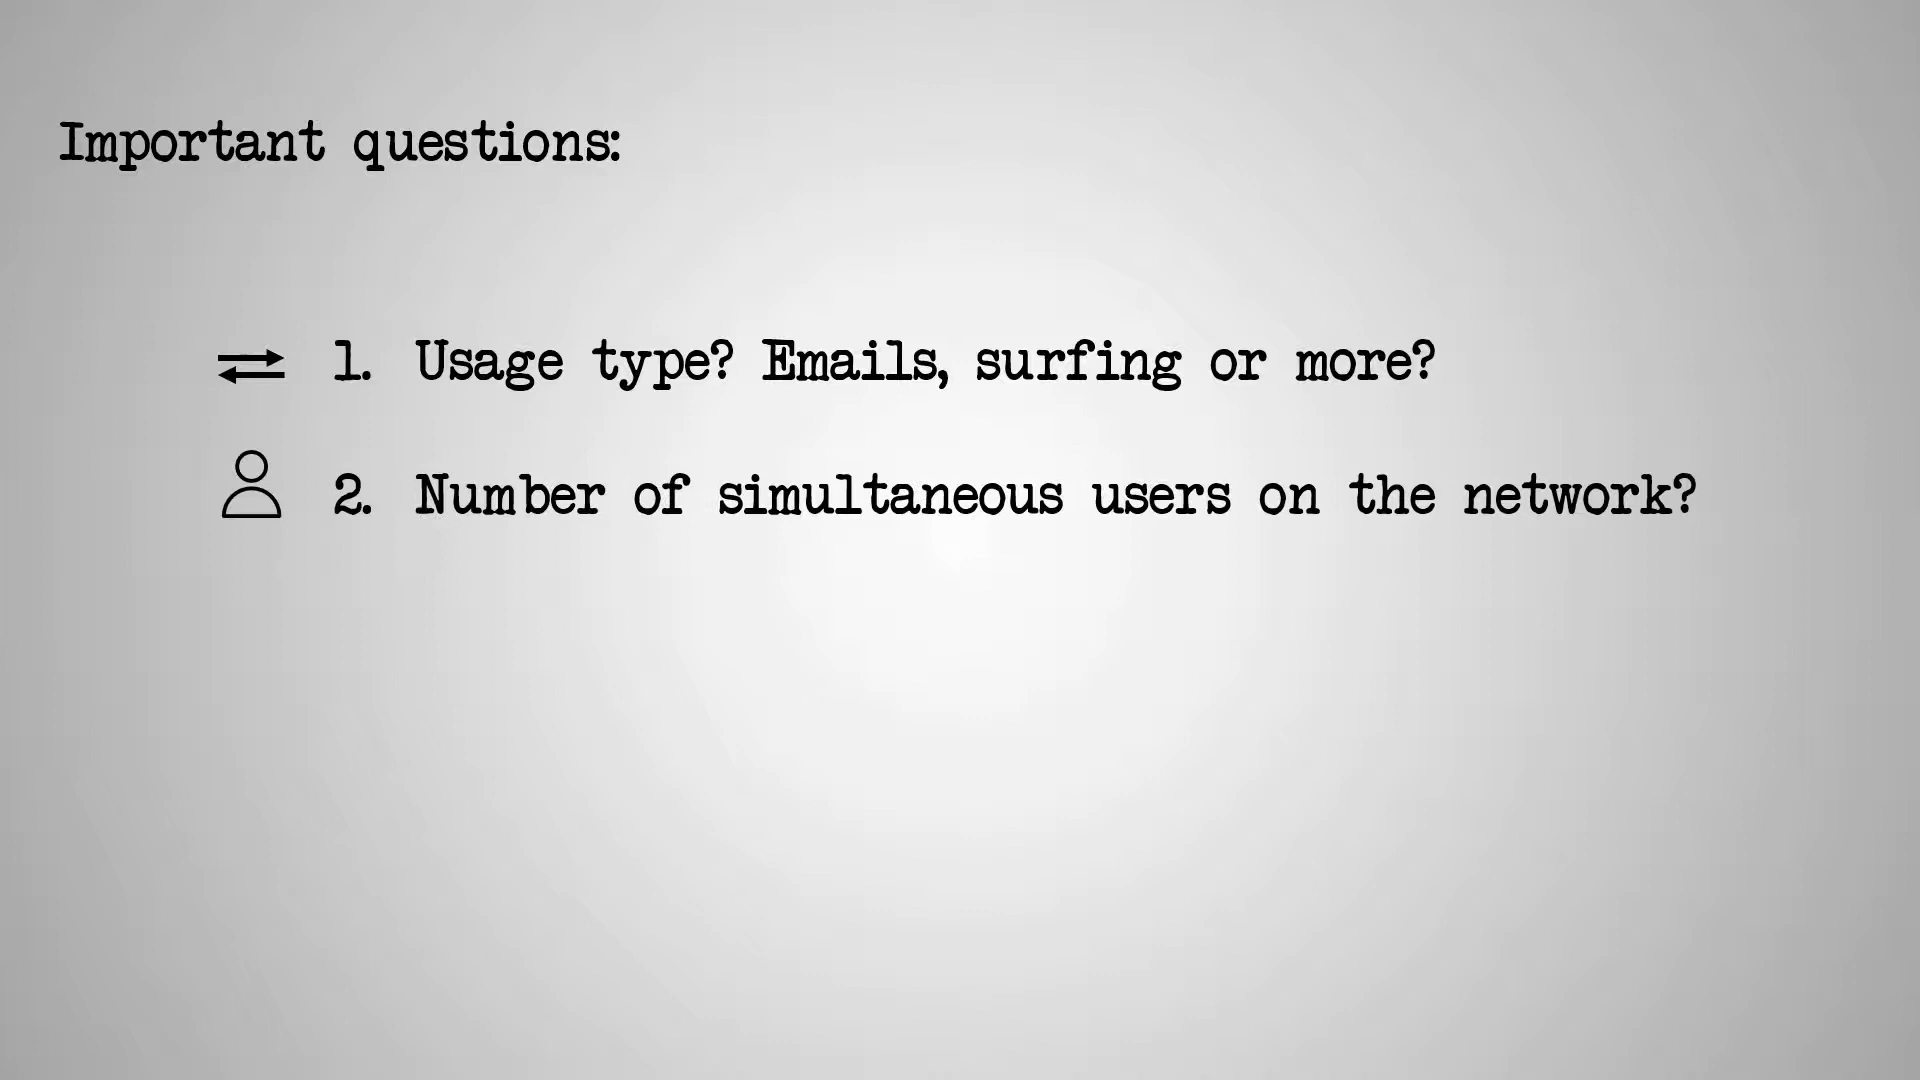 Important questions:
1. Usage type? Emails, surfing or more?
2. Number of simultaneous users on the network?